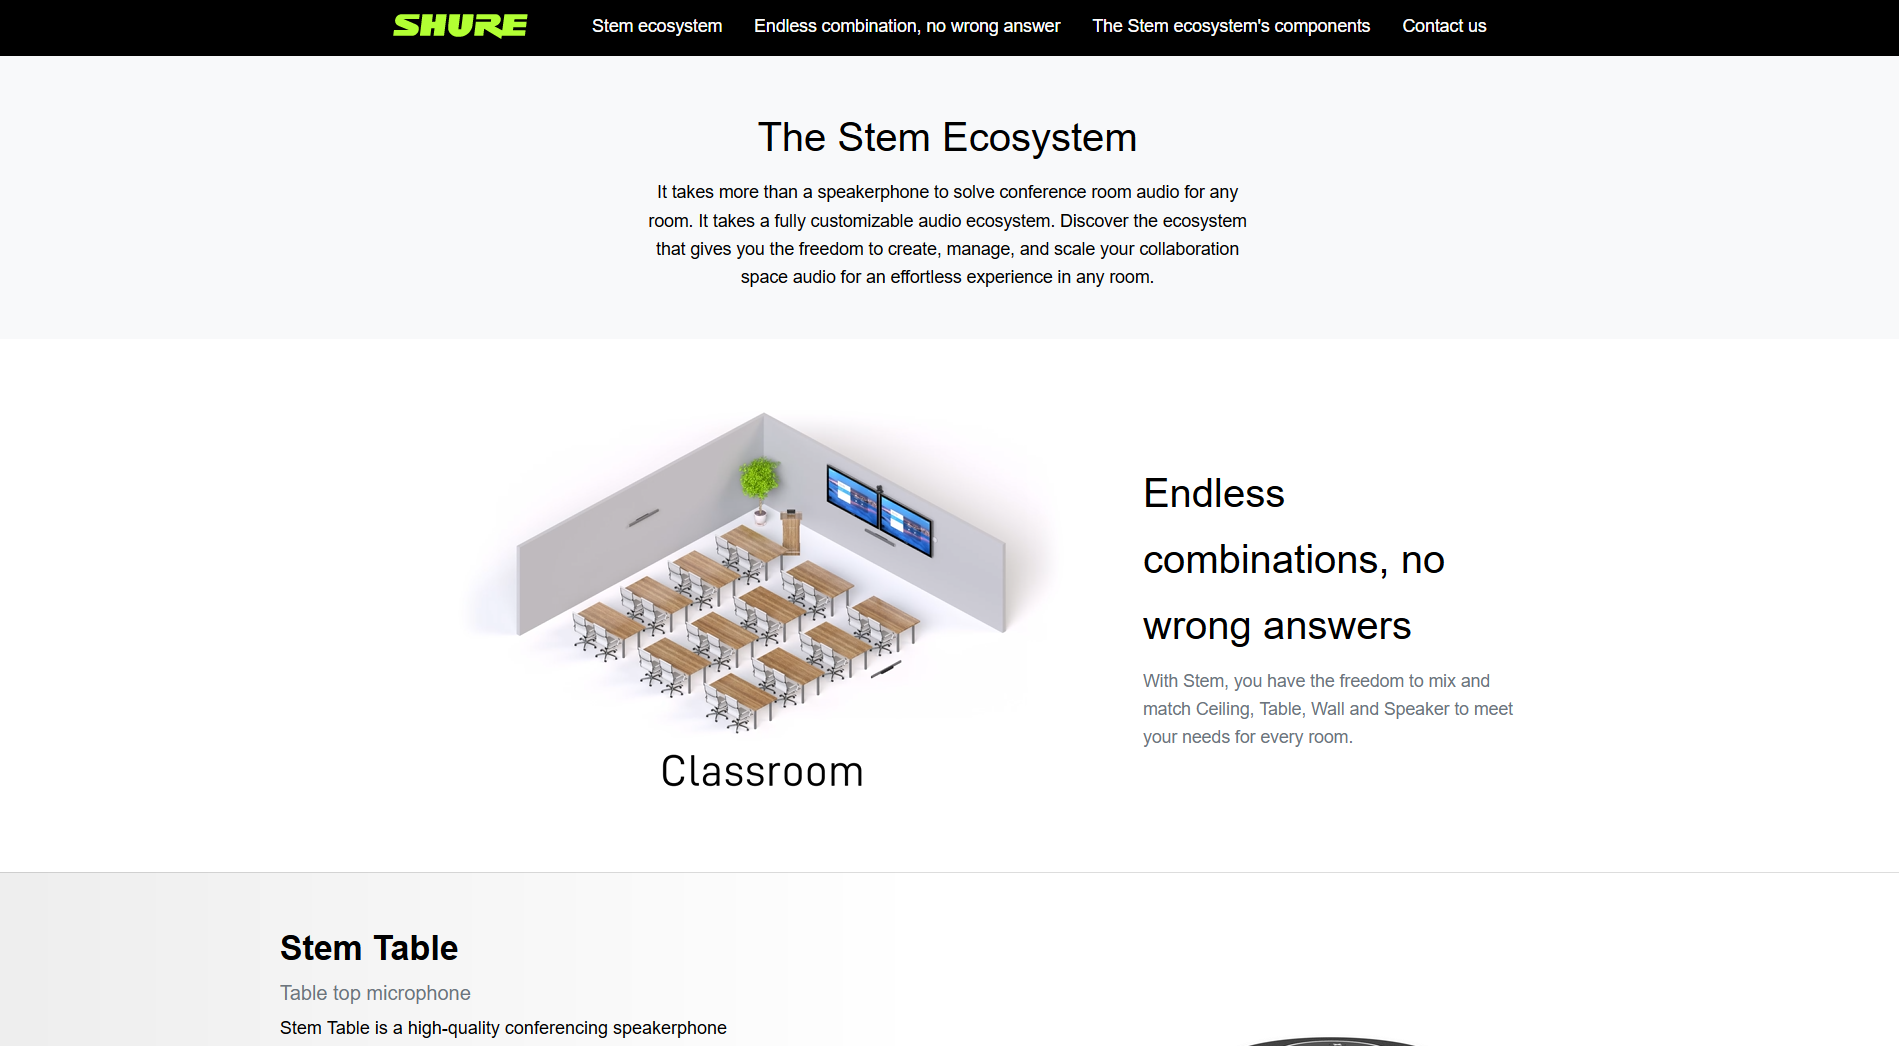 SHURE Stem ecosystem Endless combination, no wrong answer The Stem ecosystem's components Contact us
The Stem Ecosystem
It takes more than a speakerphone to solve conference room audio for any
room. It takes a fully customizable audio ecosystem. Discover the ecosystem
that gives you the freedom to create, manage, and scale your collaboration
space audio for an effortless experience in any room.
Classroom
Endless
combinations, no
wrong answers
With Stem, you have the freedom to mix and
match Ceiling, Table, Wall and Speaker to meet
your needs for every room.
Stem Table
Table top microphone
Stem Table is a high-quality conferencing speakerphone